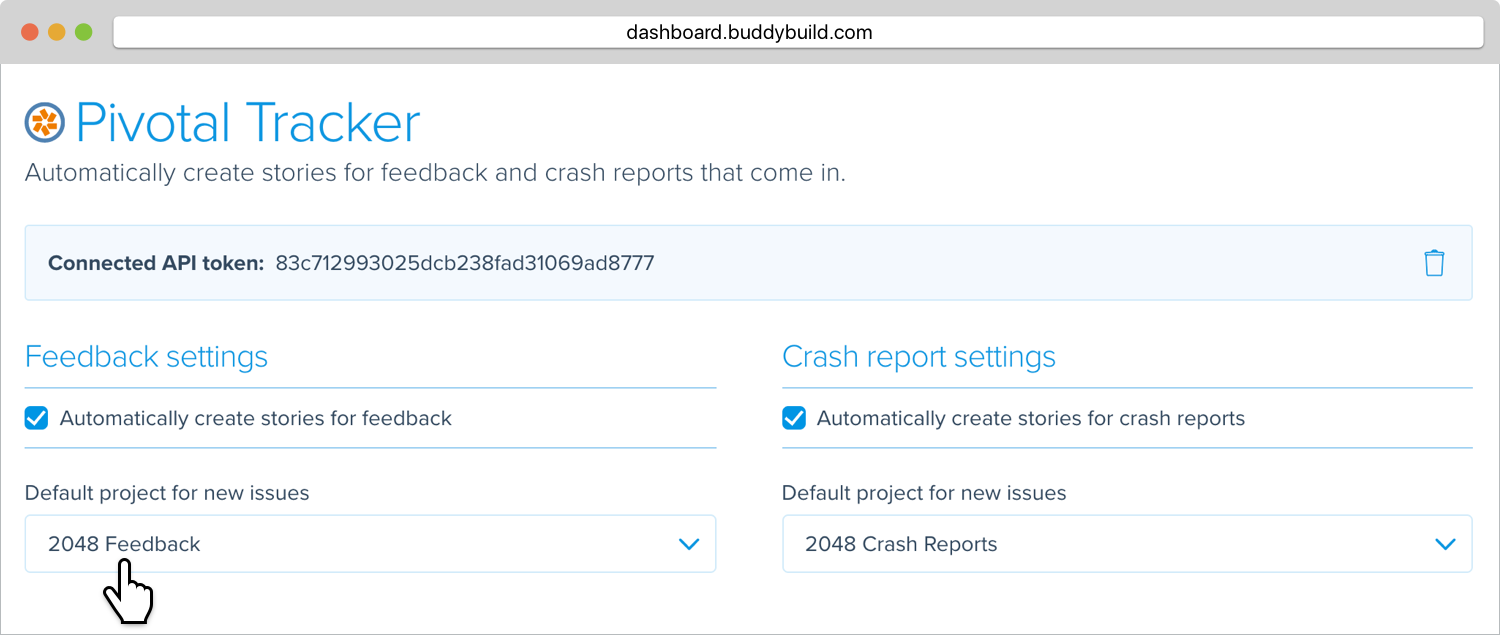 dashboard.buddybuild.com
Pivotal Tracker
Automatically create stories for feedback and crash reports that come in.
Connected API token: 83c712993025dcb238fad31069ad8777
Feedback settings
Automatically create stories for feedback
Default project for new issues
2048 Feedback
Crash report settings
Automatically create stories for crash reports
Default project for new issues
2048 Crash Reports